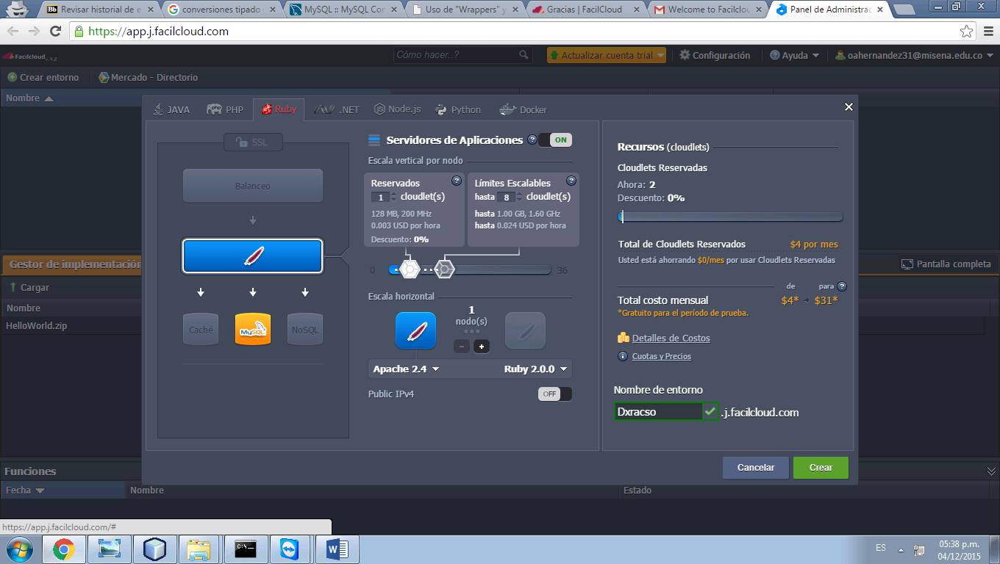 Revisar historial de e
conversiones tipado
MySQL :: MySQL Con
Uso de "Wrappers" y
Gracias | FacilCloud
Welcome to Facilclou
Panel de Administrac
https://app.j.facilcloud.com
Facilcloud v. 4.2
Cómo hacer..?
Actualizar cuenta trial
Configuración
Ayuda
oahernandez31@misena.edu.co
Crear entorno
Mercado - Directorio
Nombre
JAVA
PHP
Ruby
.NET
Node.js
Python
Docker
SSL
Balanceo
Caché
MySQL
NoSQL
Servidores de Aplicaciones
ON
Escala vertical por nodo
Reservados
1 cloudlet(s)
128 MB, 200 MHz
0.003 USD por hora
Descuento: 0%
Límites Escalables
hasta 8 cloudlet(s)
hasta 1.00 GB, 1.60 GHz
hasta 0.024 USD por hora
0
36
Escala horizontal
1
nodo(s)
Apache 2.4
Ruby 2.0.0
Public IPv4
OFF
Recursos (cloudlets)
Cloudlets Reservadas
Ahora: 2
Descuento: 0%
Total de Cloudlets Reservados $4 por mes
Usted está ahorrando $0/mes por usar Cloudlets Reservadas
de para
Total costo mensual $4* $31*
*Gratuito para el período de prueba.
Detalles de Costos
Cuotas y Precios
Nombre de entorno
Dxracso .j.facilcloud.com
Cancelar
Crear
Gestor de implementación
Pantalla completa
Cargar
Nombre
HelloWorld.zip
Funciones
Fecha
Nombre
Estado
https://app.j.facilcloud.com/#
ES
05:38 p.m.
04/12/2015